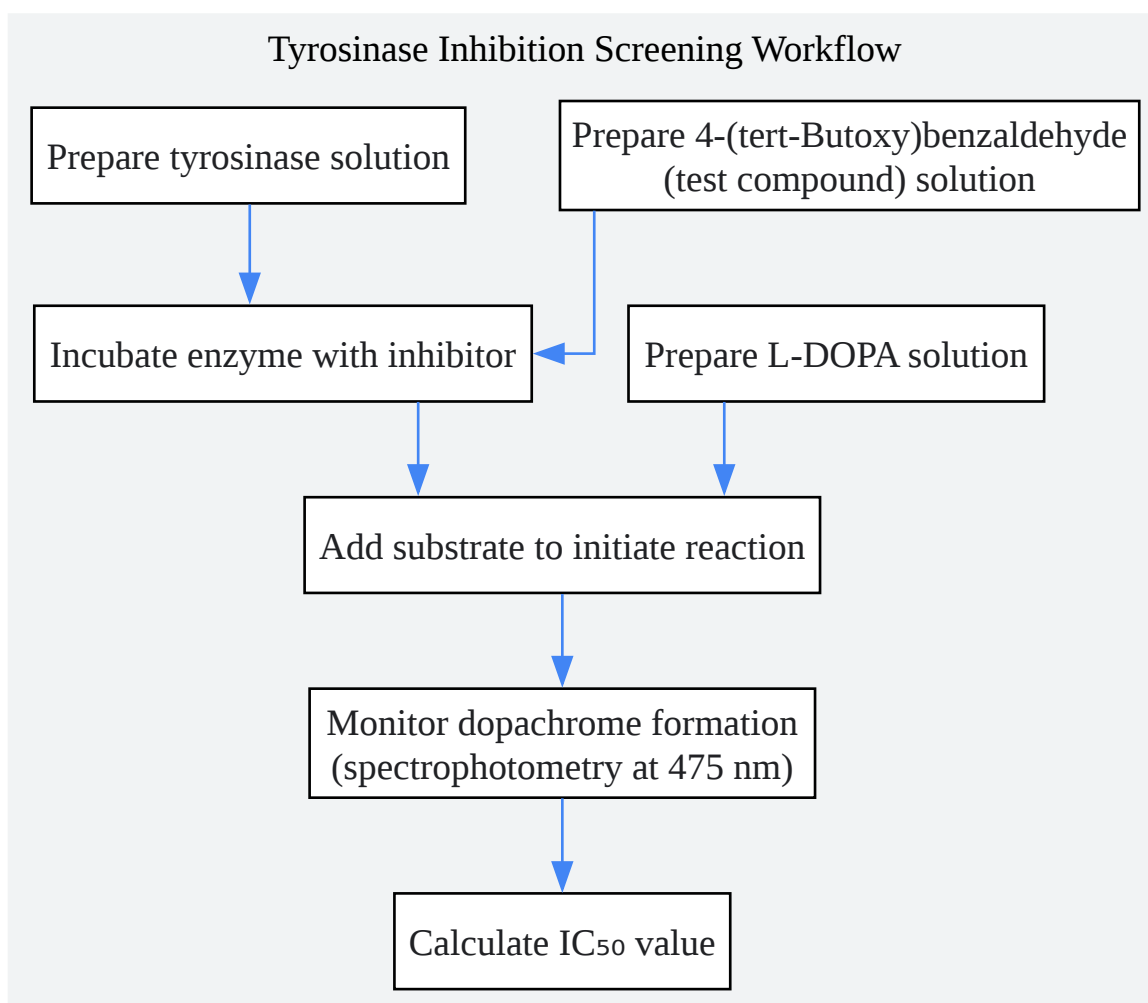 Tyrosinase Inhibition Screening Workflow
Prepare tyrosinase solution
Prepare 4-(tert-Butoxy)benzaldehyde
(test compound) solution
Incubate enzyme with inhibitor
Prepare L-DOPA solution
Add substrate to initiate reaction
Monitor dopachrome formation
(spectrophotometry at 475 nm)
Calculate IC₅₀ value